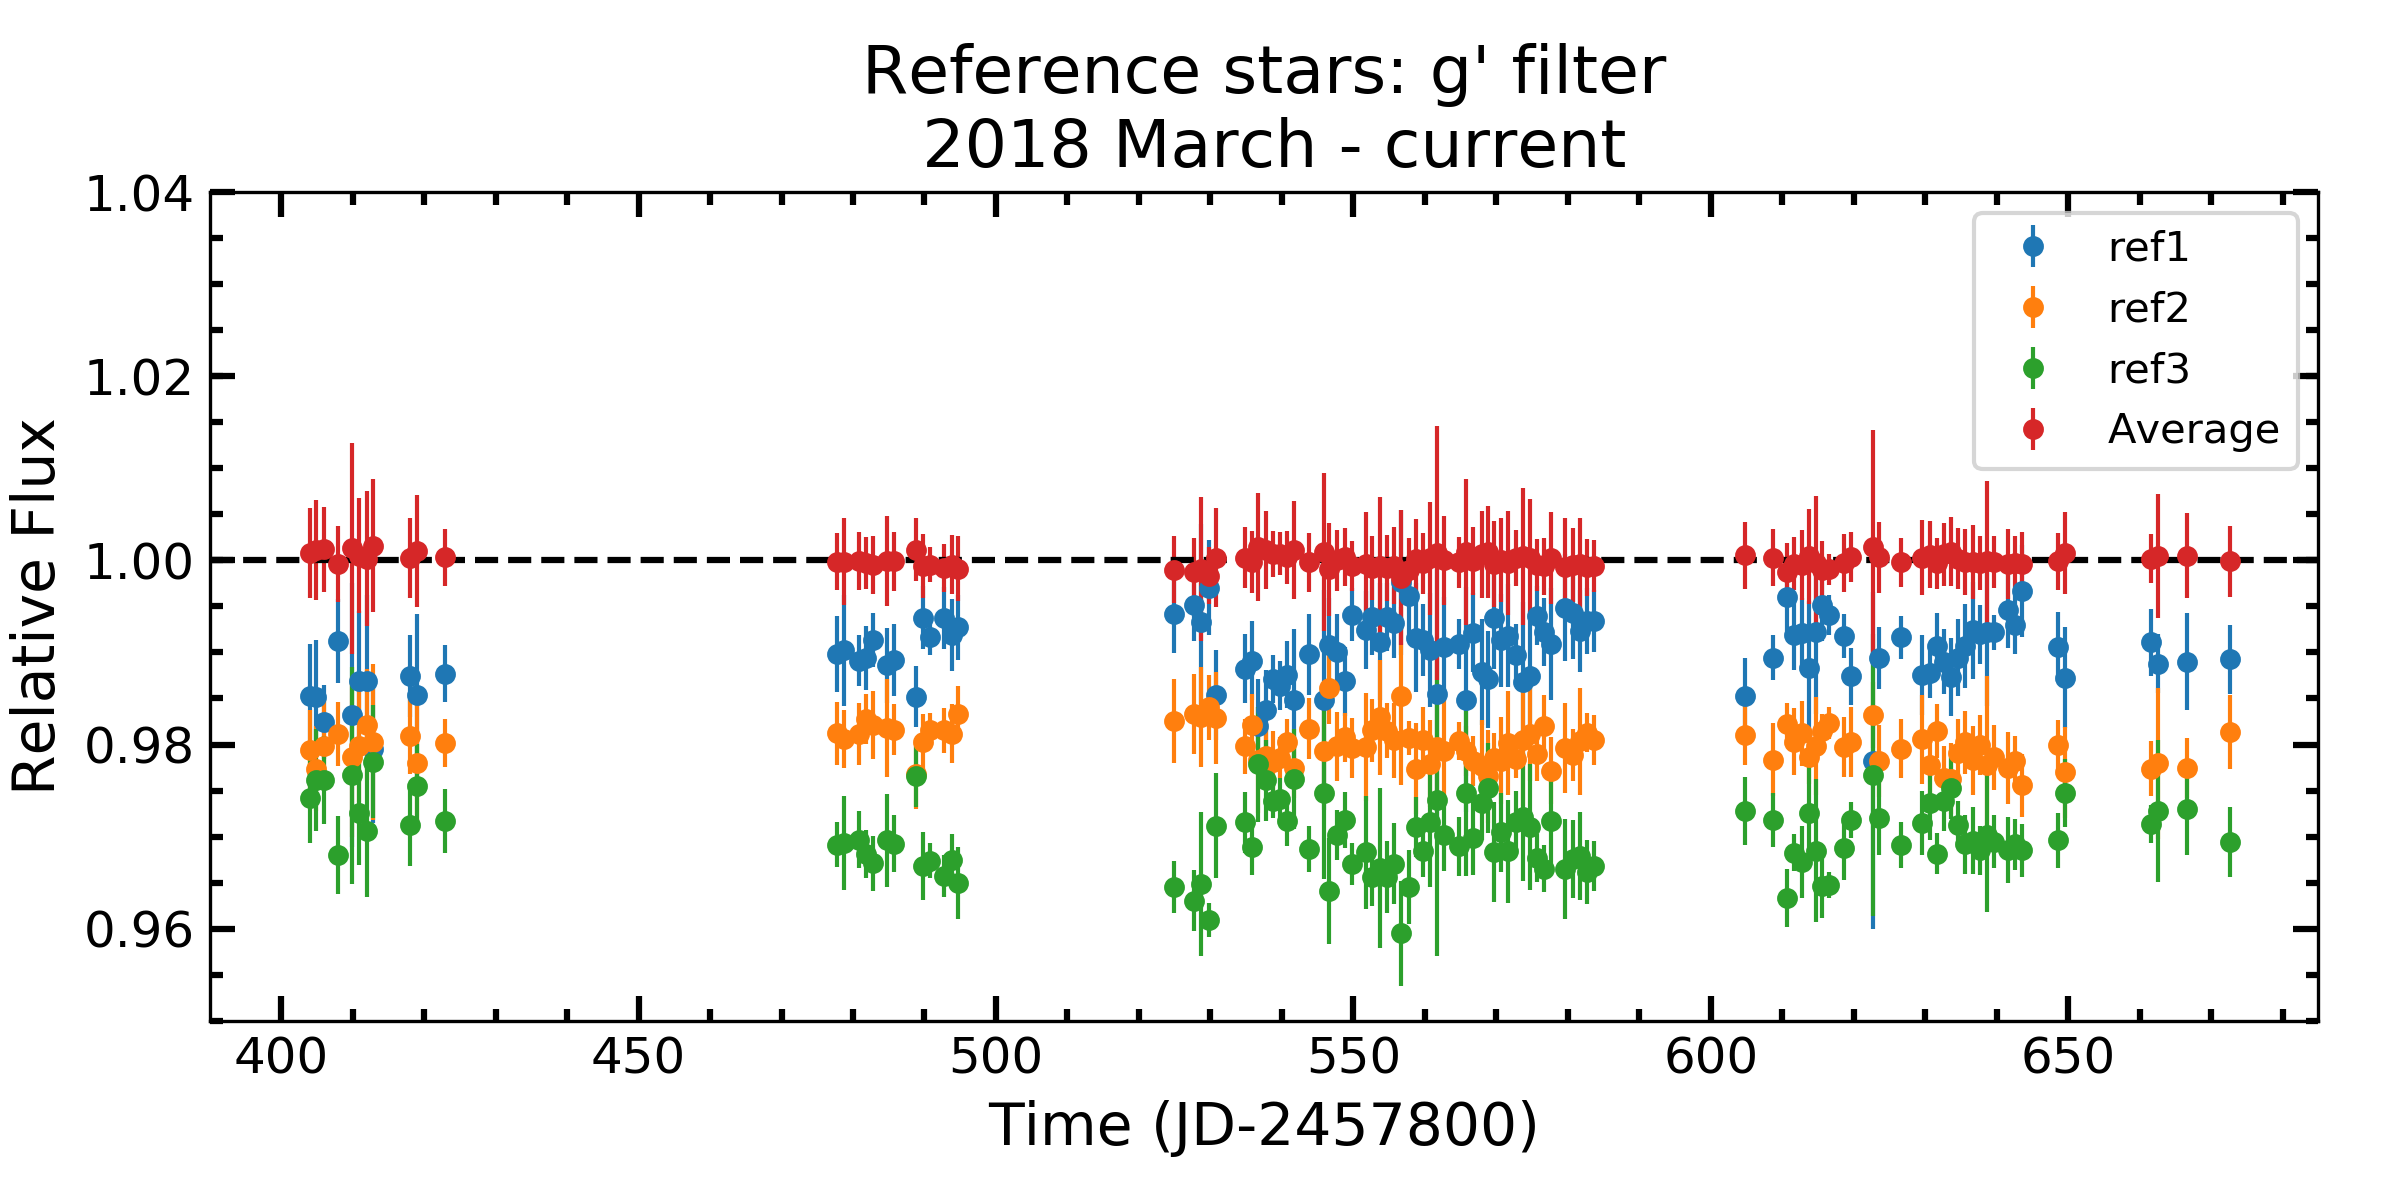 Reference stars: g' filter
2018 March - current
1.04
1.02
1.00
0.98
0.96
Relative Flux
ref1
ref2
ref3
Average
400 450 500 550 600 650
Time (JD-2457800)